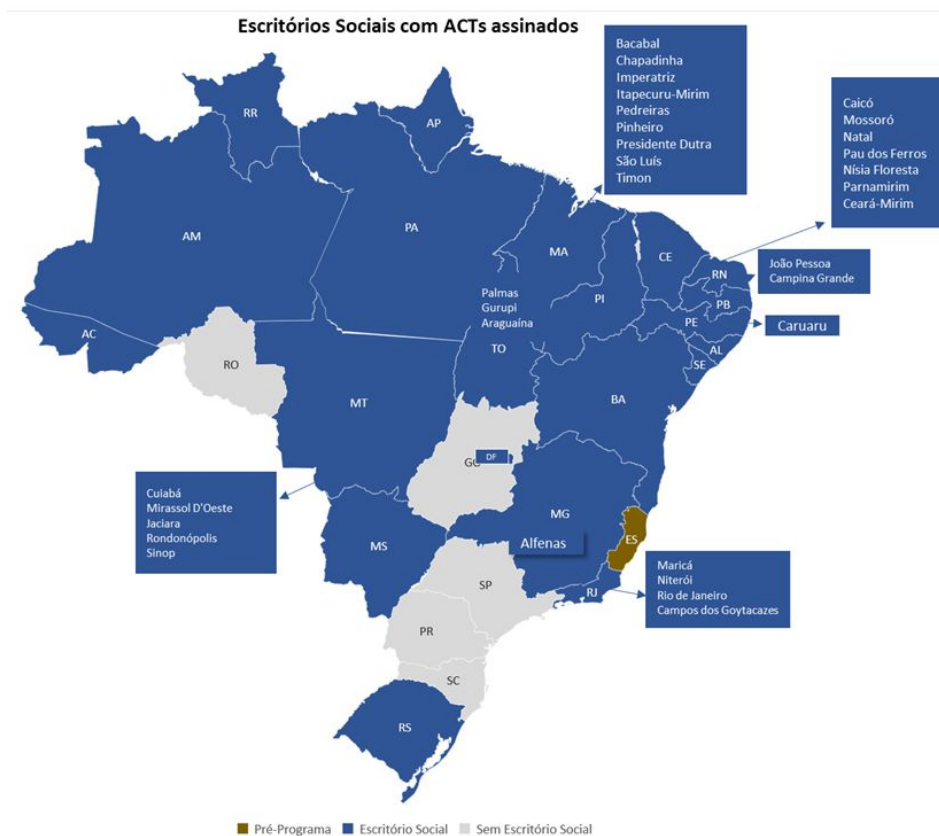 Escritórios Sociais com ACTs assinados
Bacabal
Chapadinha
Imperatriz
Itapecuru-Mirim
Pedreiras
Pinheiro
Presidente Dutra
São Luís
Timon
Caicó
Mossoró
Natal
Pau dos Ferros
Nísia Floresta
Parnamirim
Ceará-Mirim
RR
AP
AM
PA
MA
CE
RN
João Pessoa
Campina Grande
Palmas
Gurupi
Araguaína
PI
PB
PE
Caruaru
AC
RO
TO
AL
SE
MT
BA
GO
DF
Cuiabá
Mirassol D'Oeste
Jaciara
Rondonópolis
Sinop
MS
MG
Alfenas
ES
Maricá
Niterói
Rio de Janeiro
Campos dos Goytacazes
RJ
SP
PR
SC
RS
Pré-Programa Escritório Social Sem Escritório Social